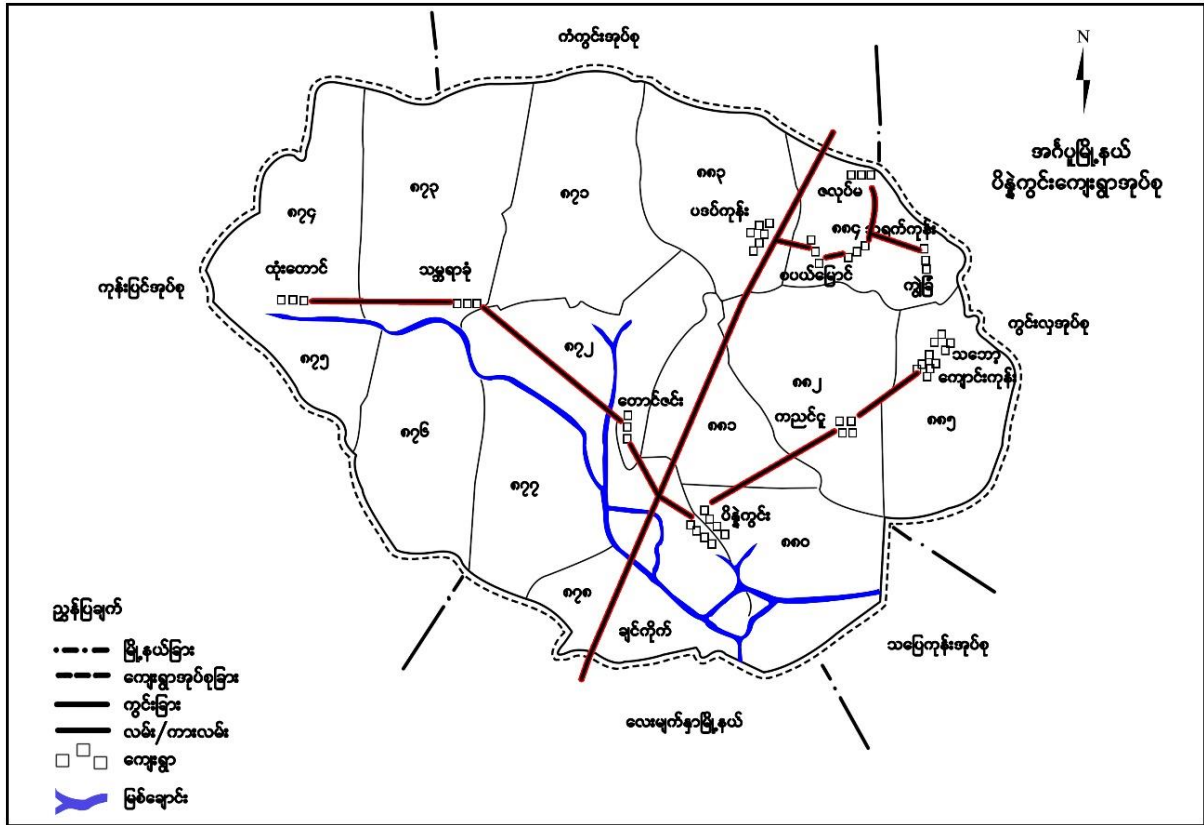 ကံကွင်းအုပ်စု
N
အင်္ဂပူမြို့နယ်
ပိန္နဲကွင်းကျေးရွာအုပ်စု
၈၇၄
၈၇၃
၈၇၁
၈၈၃
ပဒပ်ကုန်း
ဇလုပ်မ
၈၈၄ သရက်ကုန်း
စပယ်မြောင်
ကျွဲခြံ
ထုံးတောင်
သမ္ဗရာခုံ
ကုန်းပြင်အုပ်စု
ကွင်းလှအုပ်စု
၈၇၅
၈၇၂
သဘော့
ကျောင်းကုန်း
၈၈၂
ကညင်ငူ
၈၈၅
တောင်ဇင်း
၈၈၁
၈၇၆
၈၇၇
ပိန္နဲကွင်း
၈၈၀
၈၇၈
ချင်ကိုက်
သပြေကုန်းအုပ်စု
လေးမျက်နှာမြို့နယ်
ညွှန်ပြချက်
မြို့နယ်ခြား
ကျေးရွာအုပ်စုခြား
ကွင်းခြား
လမ်း/ကားလမ်း
ကျေးရွာ
မြစ်ချောင်း